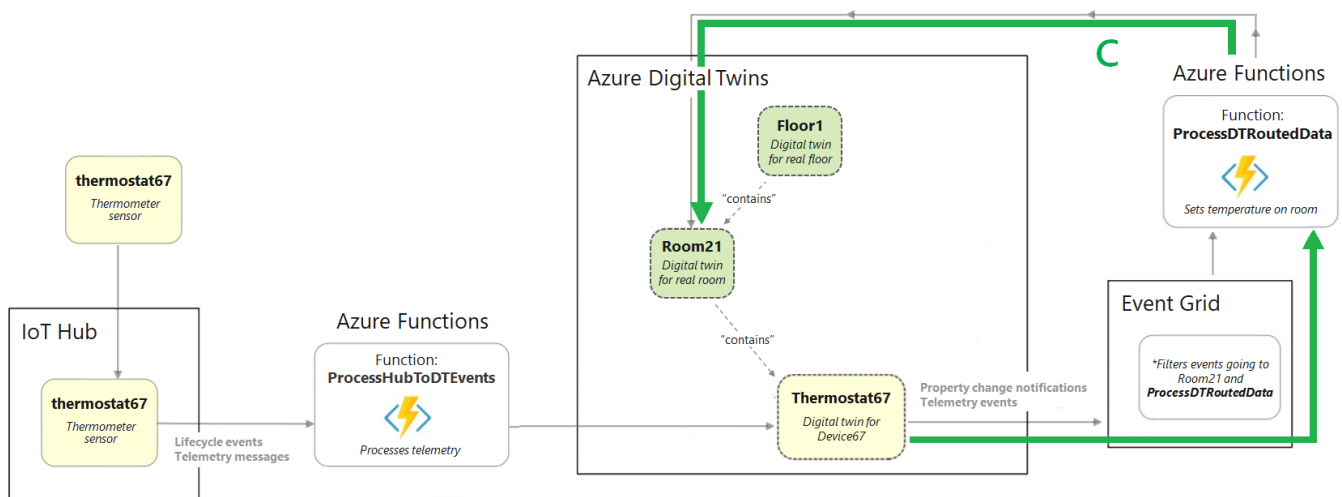 thermostat67
Thermometer
sensor
IoT Hub
thermostat67
Thermometer
sensor
Lifecycle events
Telemetry messages
Azure Functions
Function:
ProcessHubToDTEvents
Processes telemetry
Azure Digital Twins
Floor1
Digital twin
for real floor
"contains"
Room21
Digital twin
for real room
"contains"
Thermostat67
Digital twin for
Device67
Property change notifications
Telemetry events
Event Grid
*Filters events going to
Room21 and
ProcessDTRoutedData
C
Azure Functions
Function:
ProcessDTRoutedData
Sets temperature on room